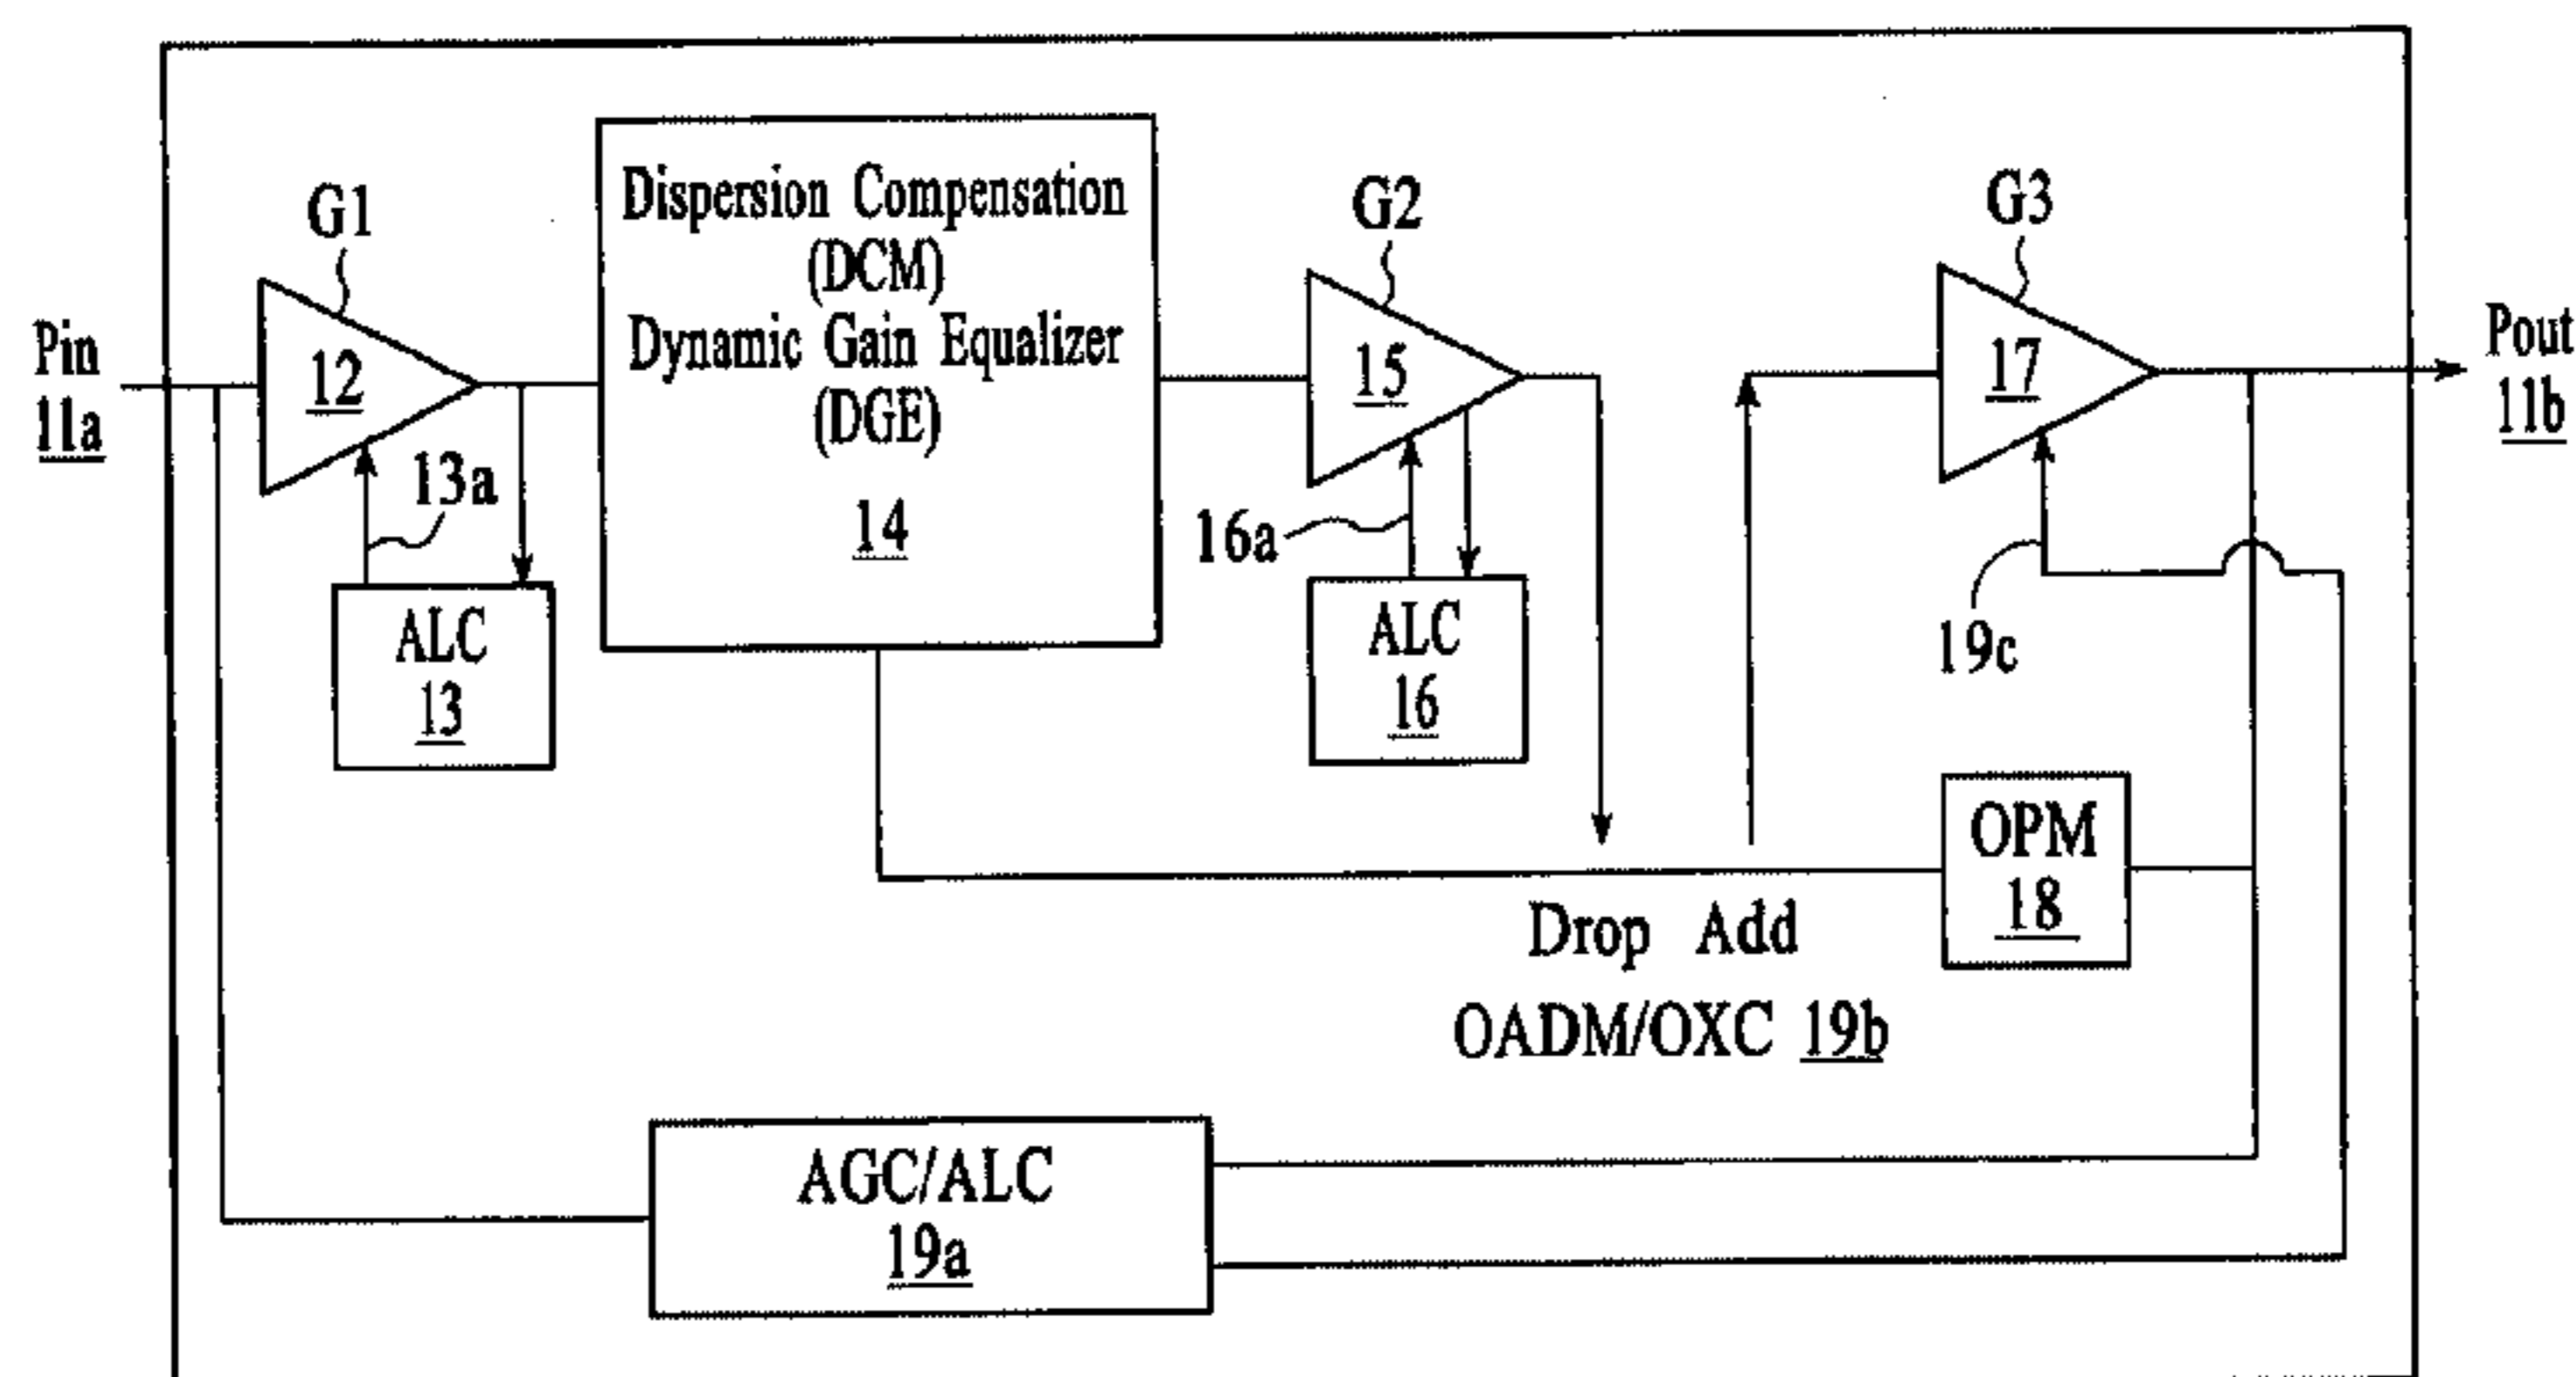 G1
G2
G3
Pin
11a
12
13a
ALC
13
Dispersion Compensation
(DCM)
Dynamic Gain Equalizer
(DGE)
14
15
16a
ALC
16
17
19c
Pout
11b
OPM
18
Drop Add
OADM/OXC 19b
AGC/ALC
19a